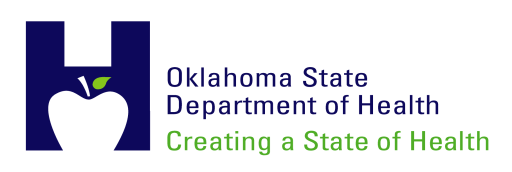 Oklahoma State
Department of Health
Creating a State of Health